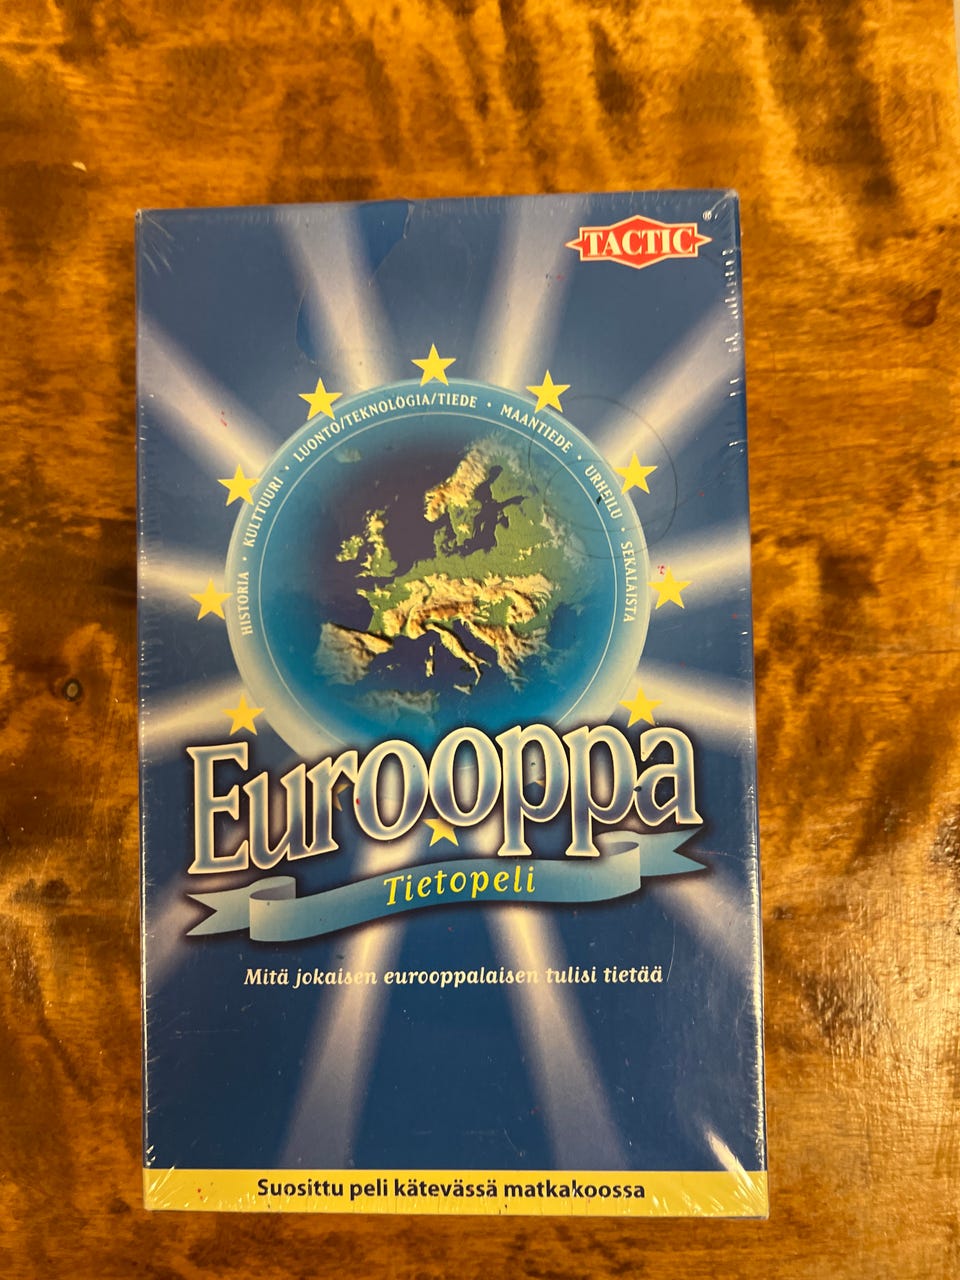 TACTIC
®
HISTORIA • KULTTUURI • LUONTO/TEKNOLOGIA/TIEDE • MAANTIEDE • URHEILU • SEKALAISTA
Eurooppa
Tietopeli
Mitä jokaisen eurooppalaisen tulisi tietää
Suosittu peli kätevässä matkakoossa